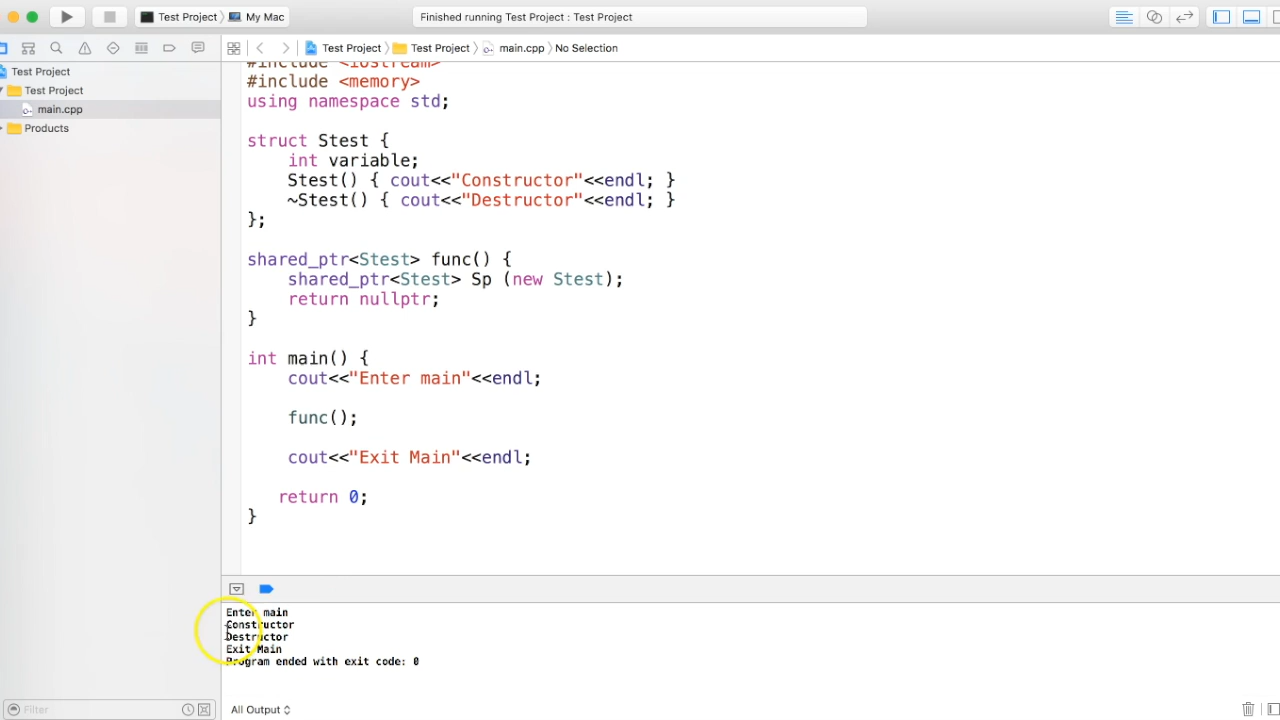 Test Project My Mac Finished running Test Project : Test Project
Test Project Test Project main.cpp No Selection
Test Project
Test Project
main.cpp
Products
#include <iostream>
#include <memory>
using namespace std;
struct Stest {
int variable;
Stest() { cout<<"Constructor"<<endl; }
~Stest() { cout<<"Destructor"<<endl; }
};
shared_ptr<Stest> func() {
shared_ptr<Stest> Sp (new Stest);
return nullptr;
}
int main() {
cout<<"Enter main"<<endl;
func();
cout<<"Exit Main"<<endl;
return 0;
}
Enter main
Constructor
Destructor
Exit Main
Program ended with exit code: 0
Filter
All Output